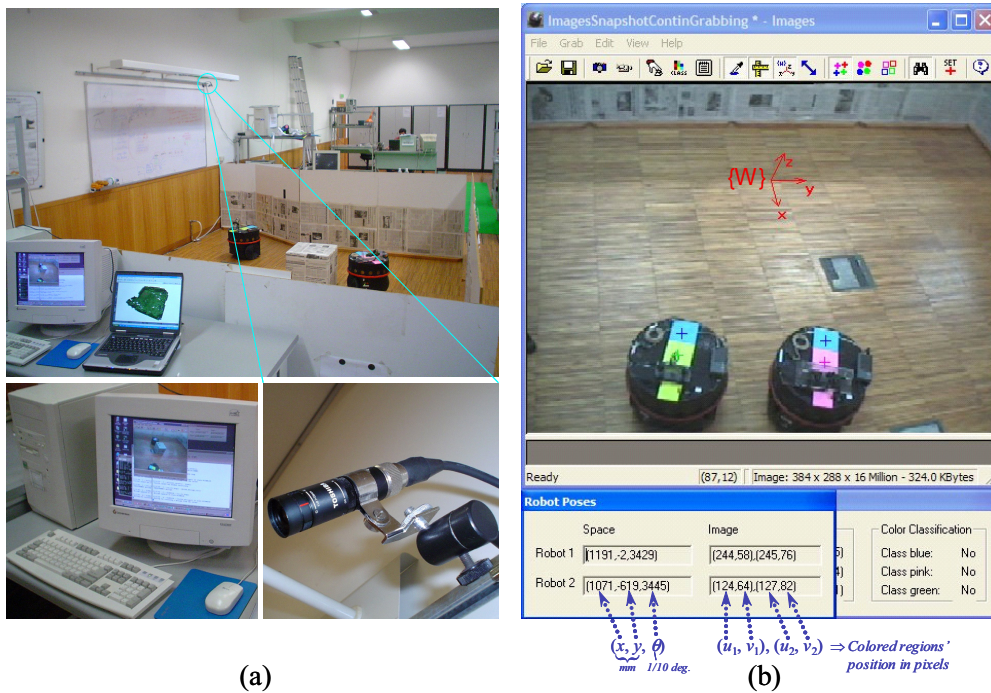 ImagesSnapshotContinGrabbing * - Images
File Grab Edit View Help
CLASS
SET
{W}
z
y
x
Ready (87,12) Image: 384 x 288 x 16 Million - 324.0 KBytes
Robot Poses
Space Image
Robot 1 (1191,-2,3429) (244,58),(245,76)
Robot 2 (1071,-619,3445) (124,64),(127,82)
Color Classification
Class blue: No
Class pink: No
Class green: No
(x, y, θ)
mm 1/10 deg.
(u1, v1), (u2, v2) ⇒ Colored regions'
position in pixels
TOSHIBA
(a) (b)